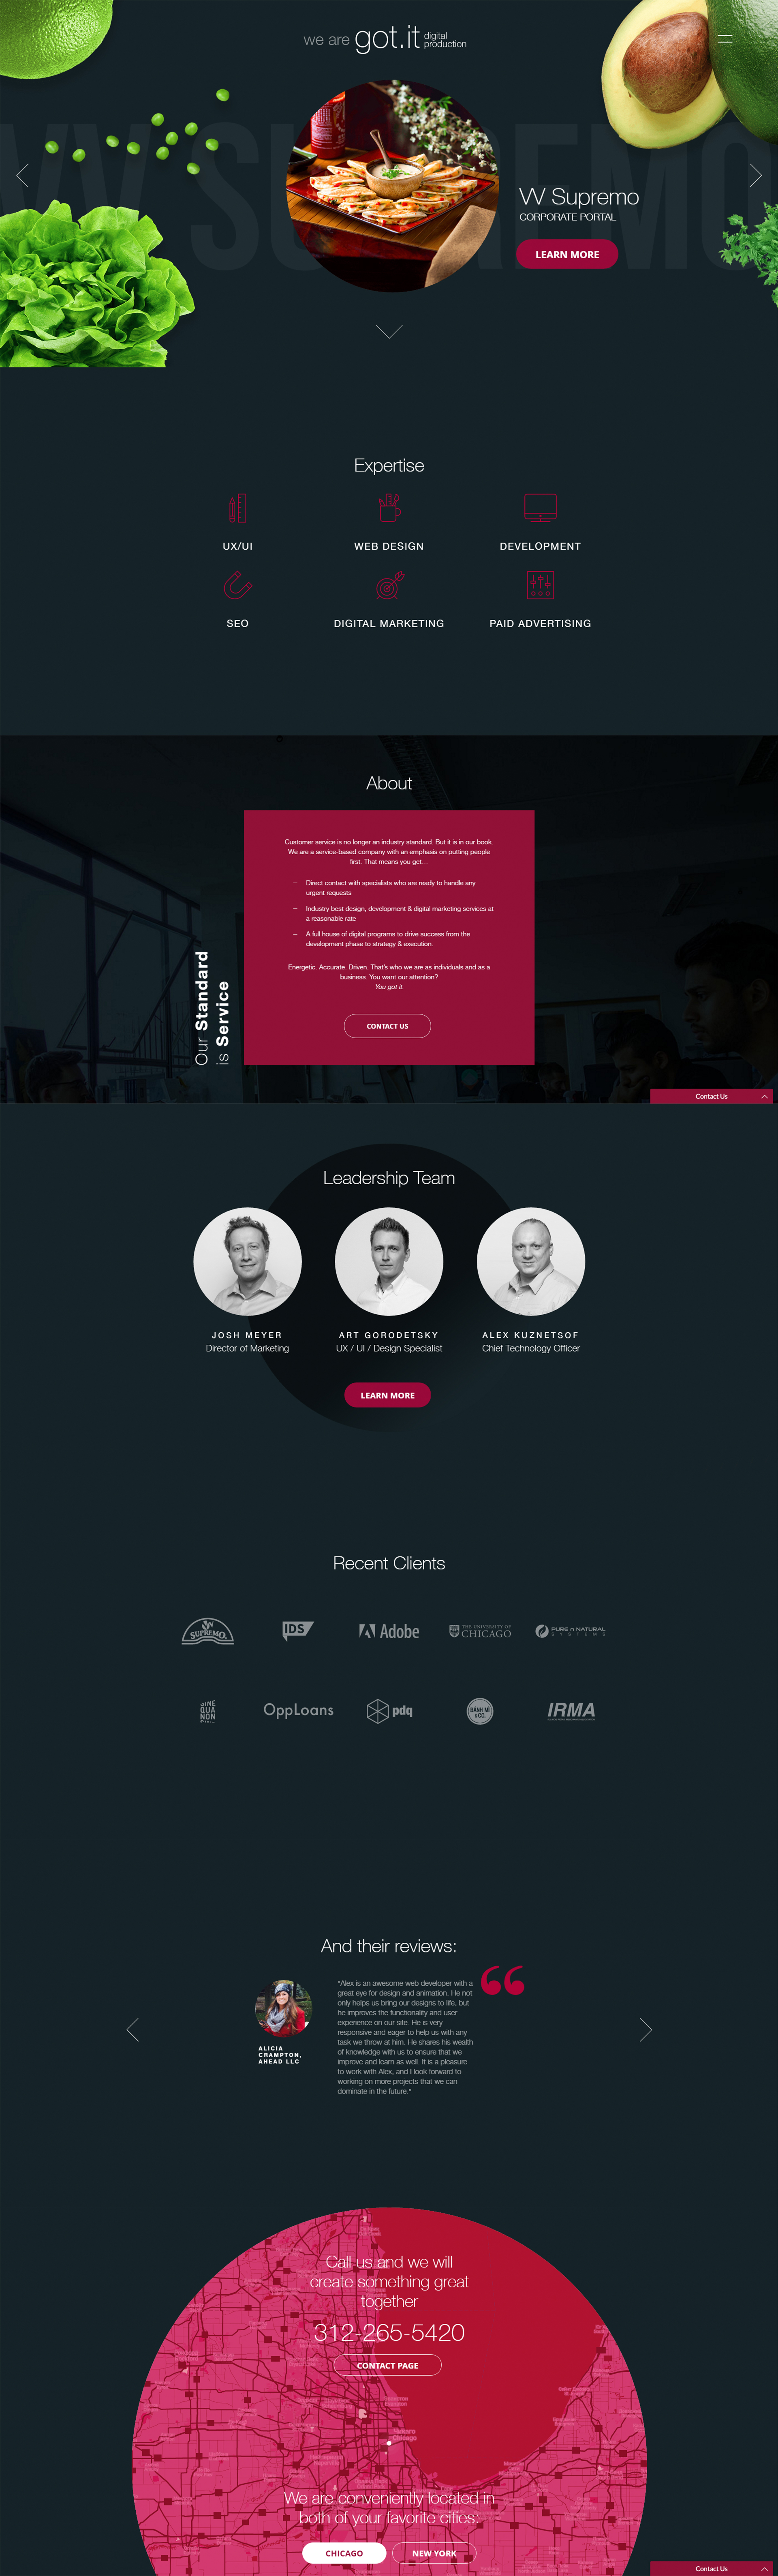 we are got.it digital production
VV SUPREMO
VV Supremo
CORPORATE PORTAL
LEARN MORE
Expertise
UX/UI
WEB DESIGN
DEVELOPMENT
SEO
DIGITAL MARKETING
PAID ADVERTISING
About
Customer service is no longer an industry standard. But it is in our book.
We are a service-based company with an emphasis on putting people
first. That means you get...
– Direct contact with specialists who are ready to handle any
urgent requests
– Industry best design, development & digital marketing services at
a reasonable rate
– A full house of digital programs to drive success from the
development phase to strategy & execution.
Energetic. Accurate. Driven. That's who we are as individuals and as a
business. You want our attention?
You got it.
CONTACT US
Our Standard
is Service
Contact Us
Leadership Team
JOSH MEYER
Director of Marketing
ART GORODETSKY
UX / UI / Design Specialist
ALEX KUZNETSOF
Chief Technology Officer
LEARN MORE
Recent Clients
VV SUPREMO
IDS
Adobe
THE UNIVERSITY OF
CHICAGO
PURE n NATURAL
SYSTEMS
SINE
QUA
NON
OppLoans
pdq
BÁNH MÌ
& CO.
IRMA
And their reviews:
"Alex is an awesome web developer with a
great eye for design and animation. He not
only helps us bring our designs to life, but
he improves the functionality and user
experience on our site. He is very
responsive and eager to help us with any
task we throw at him. He shares his wealth
of knowledge with us to ensure that we
improve and learn as well. It is a pleasure
to work with Alex, and I look forward to
working on more projects that we can
dominate in the future."
ALICIA
CRAMPTON,
AHEAD LLC
Call us and we will
create something great
together
312-265-5420
CONTACT PAGE
Chicago
We are conveniently located in
both of your favorite cities:
CHICAGO
NEW YORK
Contact Us